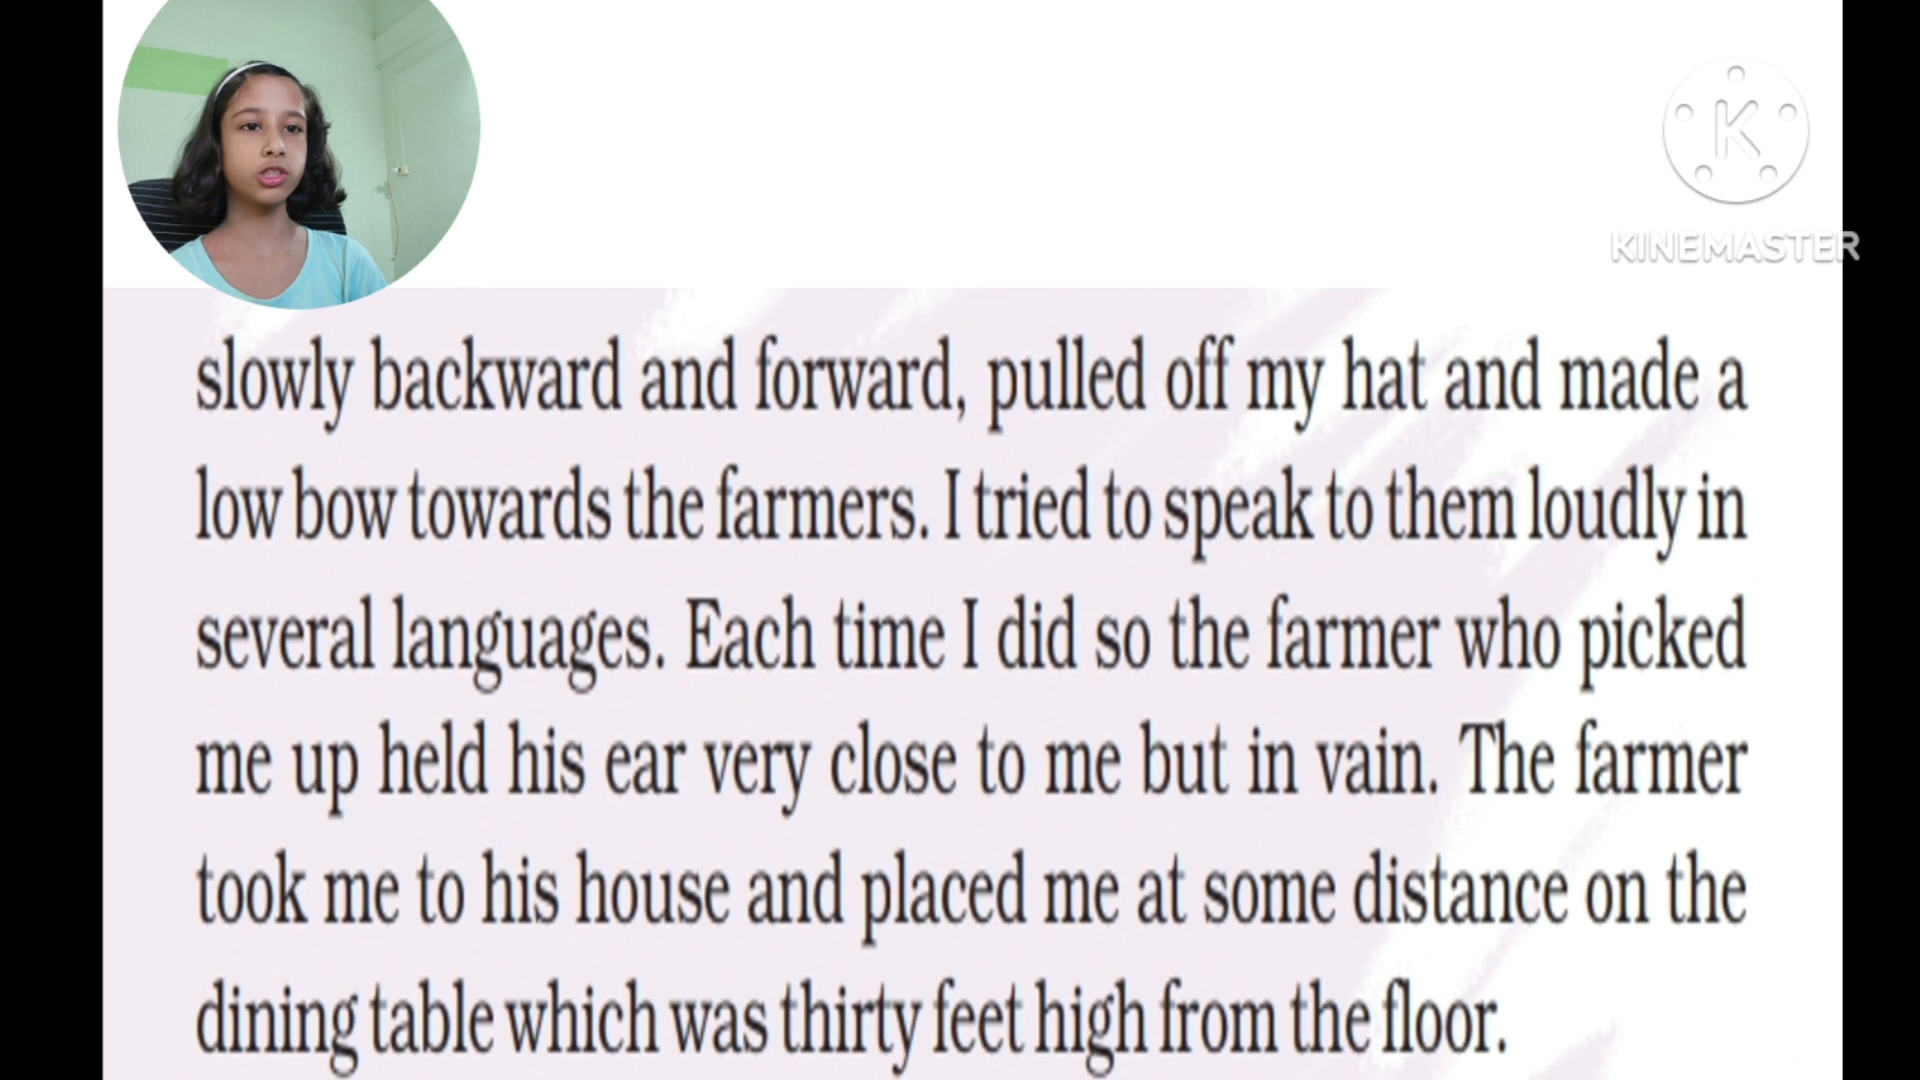 K
KINEMASTER
slowly backward and forward, pulled off my hat and made a
low bow towards the farmers. I tried to speak to them loudly in
several languages. Each time I did so the farmer who picked
me up held his ear very close to me but in vain. The farmer
took me to his house and placed me at some distance on the
dining table which was thirty feet high from the floor.